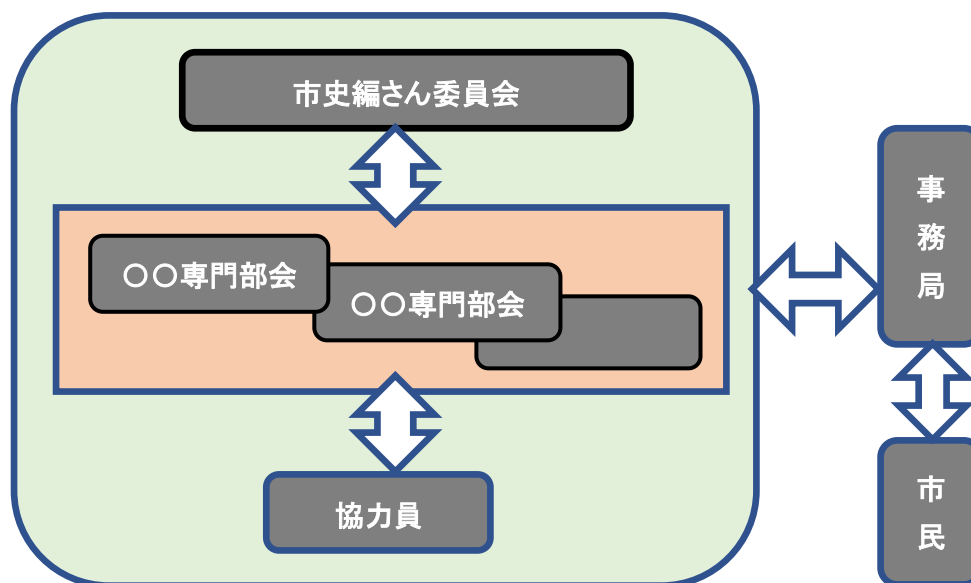 市史編さん委員会
〇〇専門部会
〇〇専門部会
協力員
事務局
市民